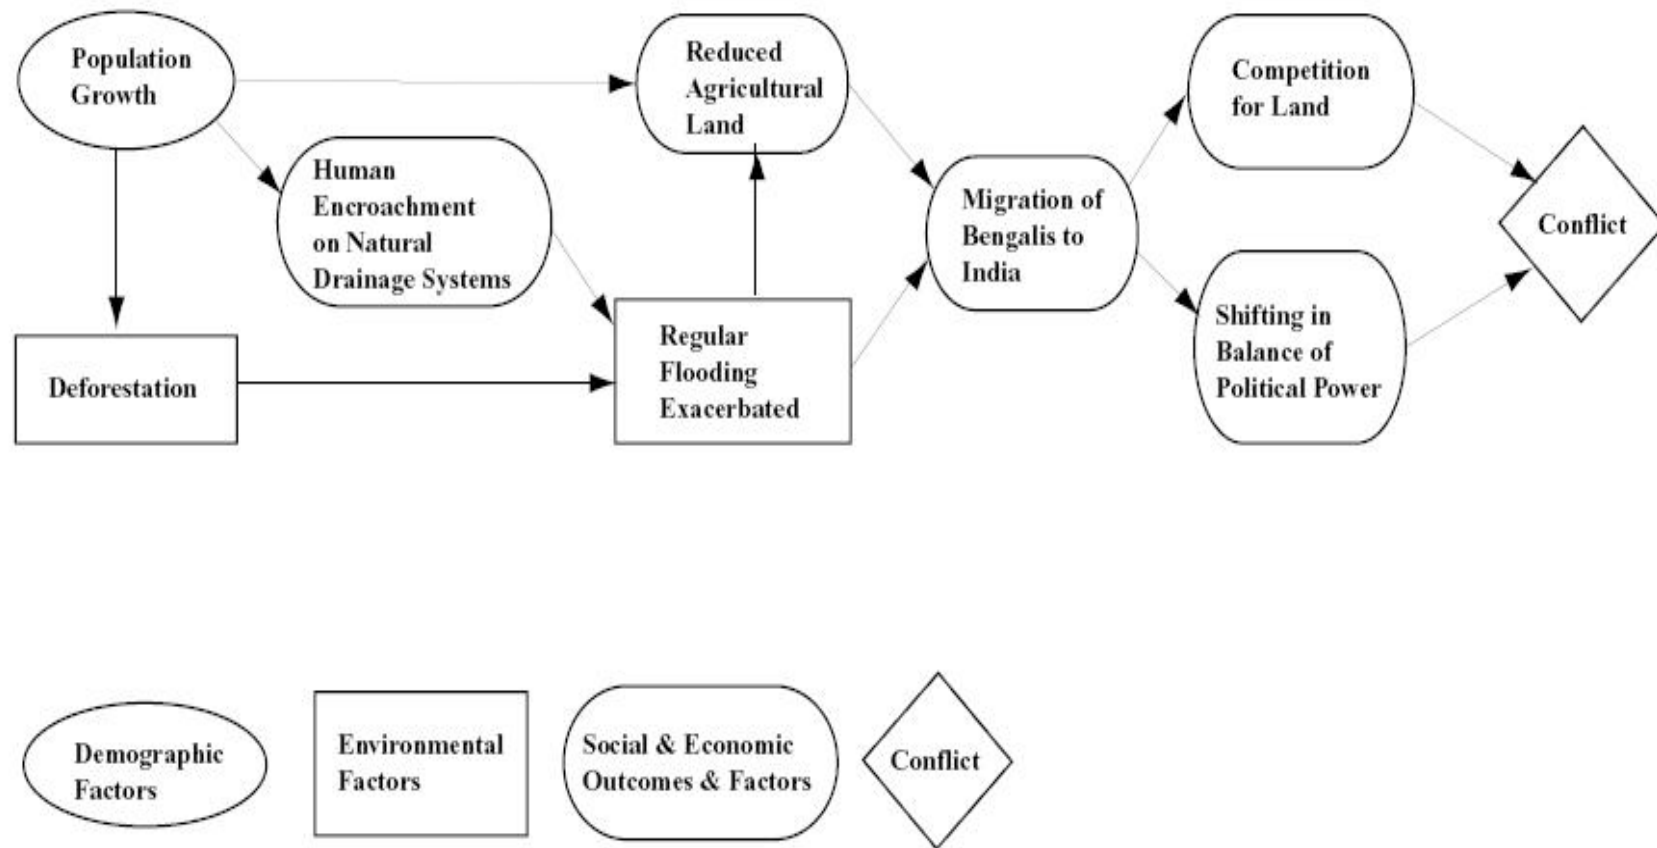 Population
Growth
Reduced
Agricultural
Land
Competition
for Land
Human
Encroachment
on Natural
Drainage Systems
Migration of
Bengalis to
India
Conflict
Deforestation
Regular
Flooding
Exacerbated
Shifting in
Balance of
Political Power
Demographic
Factors
Environmental
Factors
Social & Economic
Outcomes & Factors
Conflict